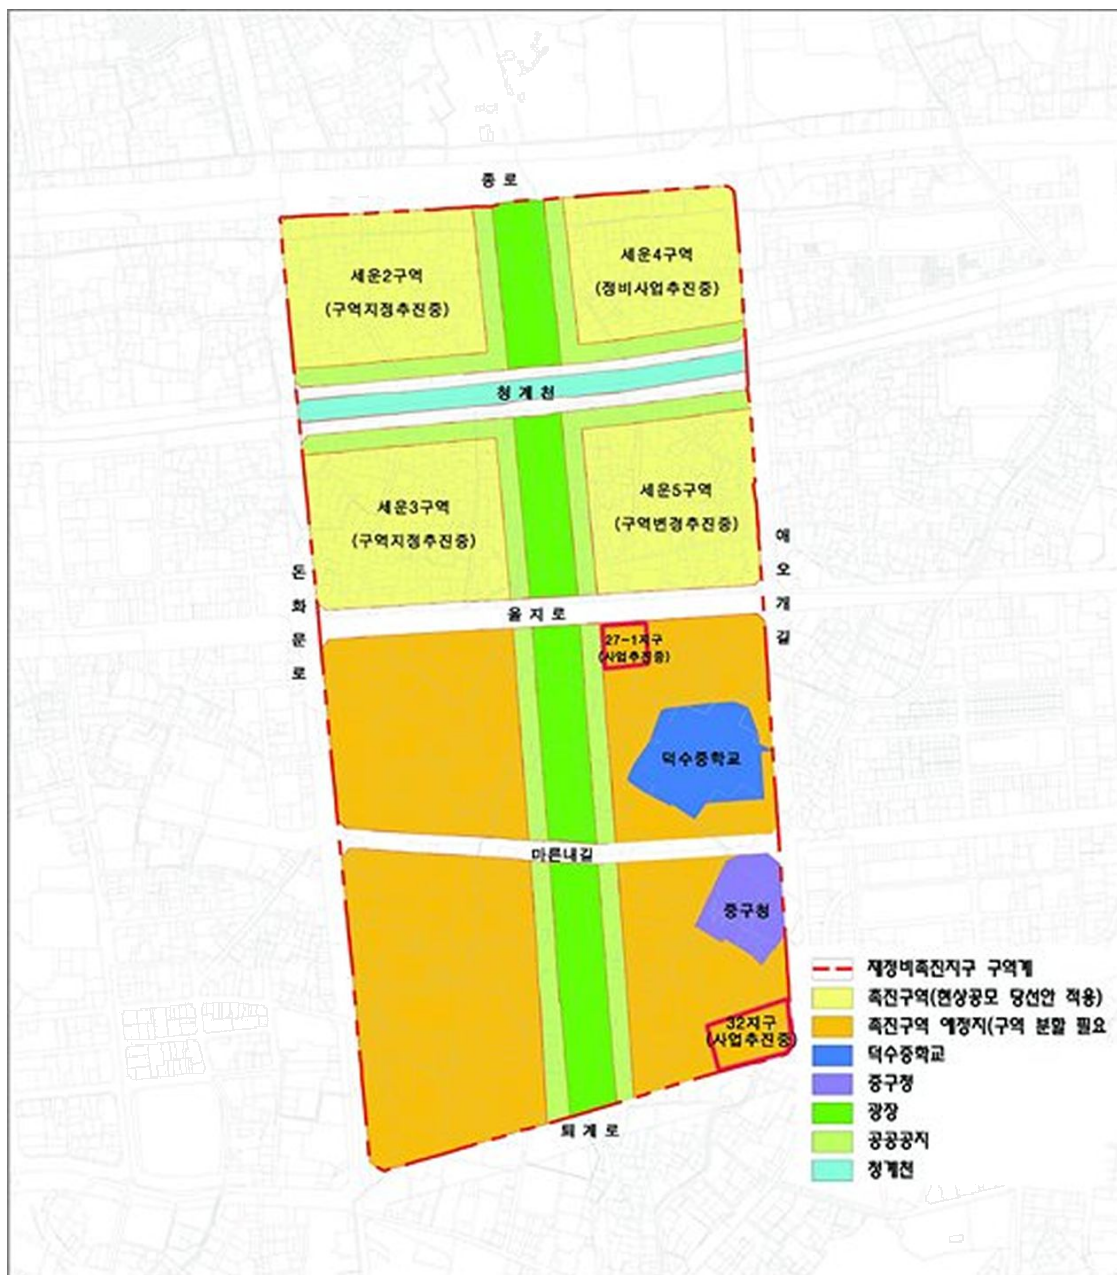 종로
세운2구역
(구역지정추진중)
세운4구역
(정비사업추진중)
청계천
세운3구역
(구역지정추진중)
세운5구역
(구역변경추진중)
돈화문로
애오개길
을지로
27-1지구
(사업추진중)
덕수중학교
마른내길
중구청
32지구
(사업추진중)
퇴계로
재정비촉진지구 구역계
촉진구역(현상공모 당선안 적용)
촉진구역 예정지(구역 분할 필요
덕수중학교
중구청
광장
공공공지
청계천